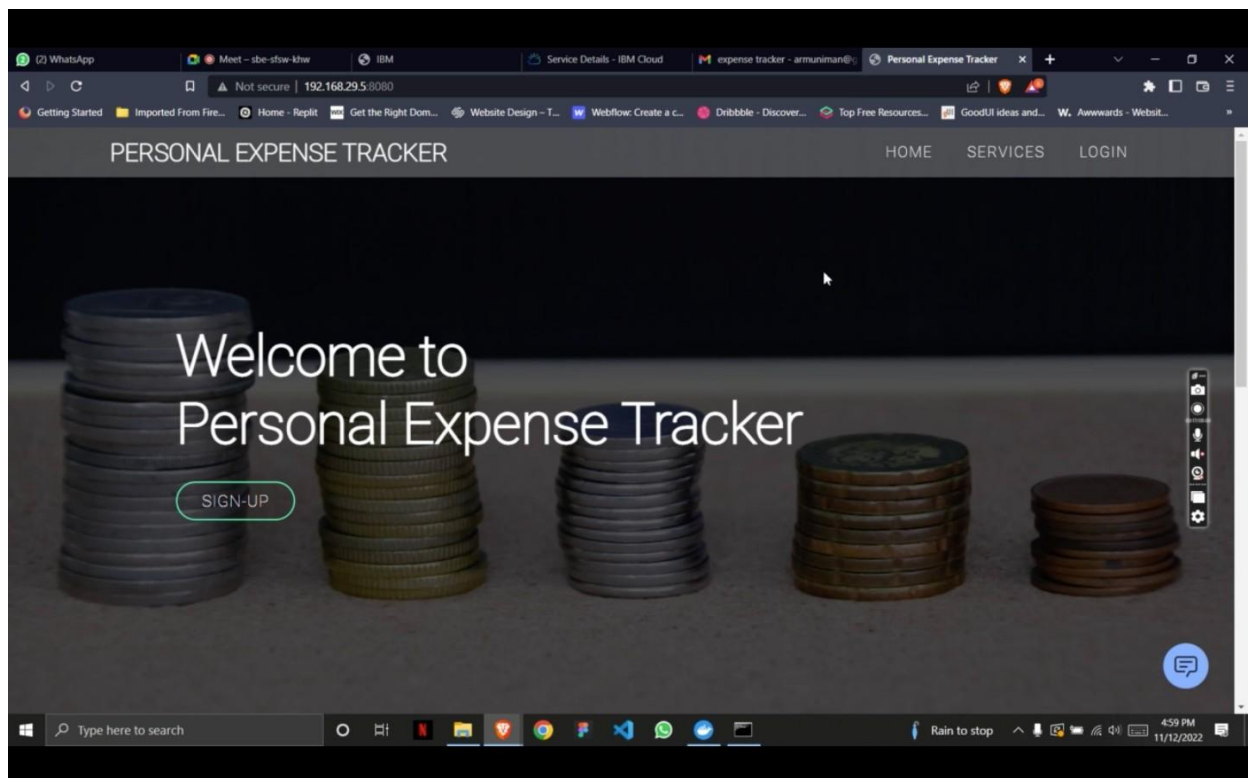 (2) WhatsApp
Meet – sbe-sfsw-khw
IBM
Service Details - IBM Cloud
expense tracker - armuniman@g
Personal Expense Tracker
Not secure | 192.168.29.5:8080
Getting Started
Imported From Fire...
Home - Replit
Get the Right Dom...
Website Design – T...
Webflow: Create a c...
Dribbble - Discover...
Top Free Resources...
GoodUI ideas and...
W. Awwwards - Websit...
PERSONAL EXPENSE TRACKER
HOME
SERVICES
LOGIN
Welcome to
Personal Expense Tracker
SIGN-UP
Type here to search
Rain to stop
4:59 PM
11/12/2022